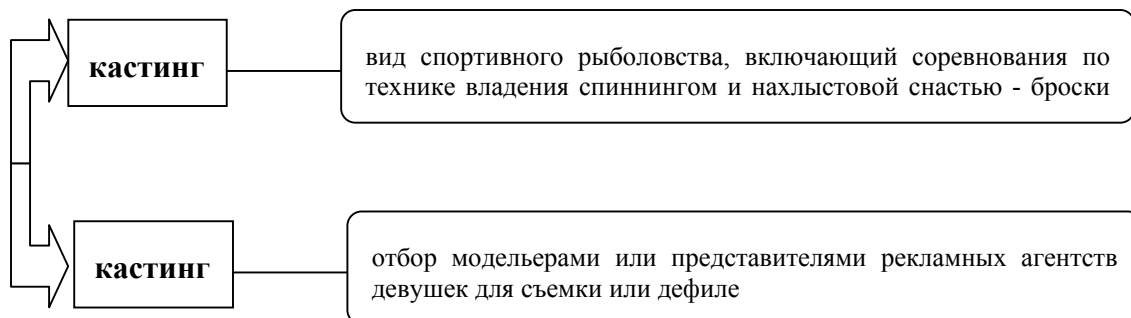 кастинг
вид спортивного рыболовства, включающий соревнования по
технике владения спиннингом и нахлыстовой снастью - броски
кастинг
отбор модельерами или представителями рекламных агентств
девушек для съемки или дефиле